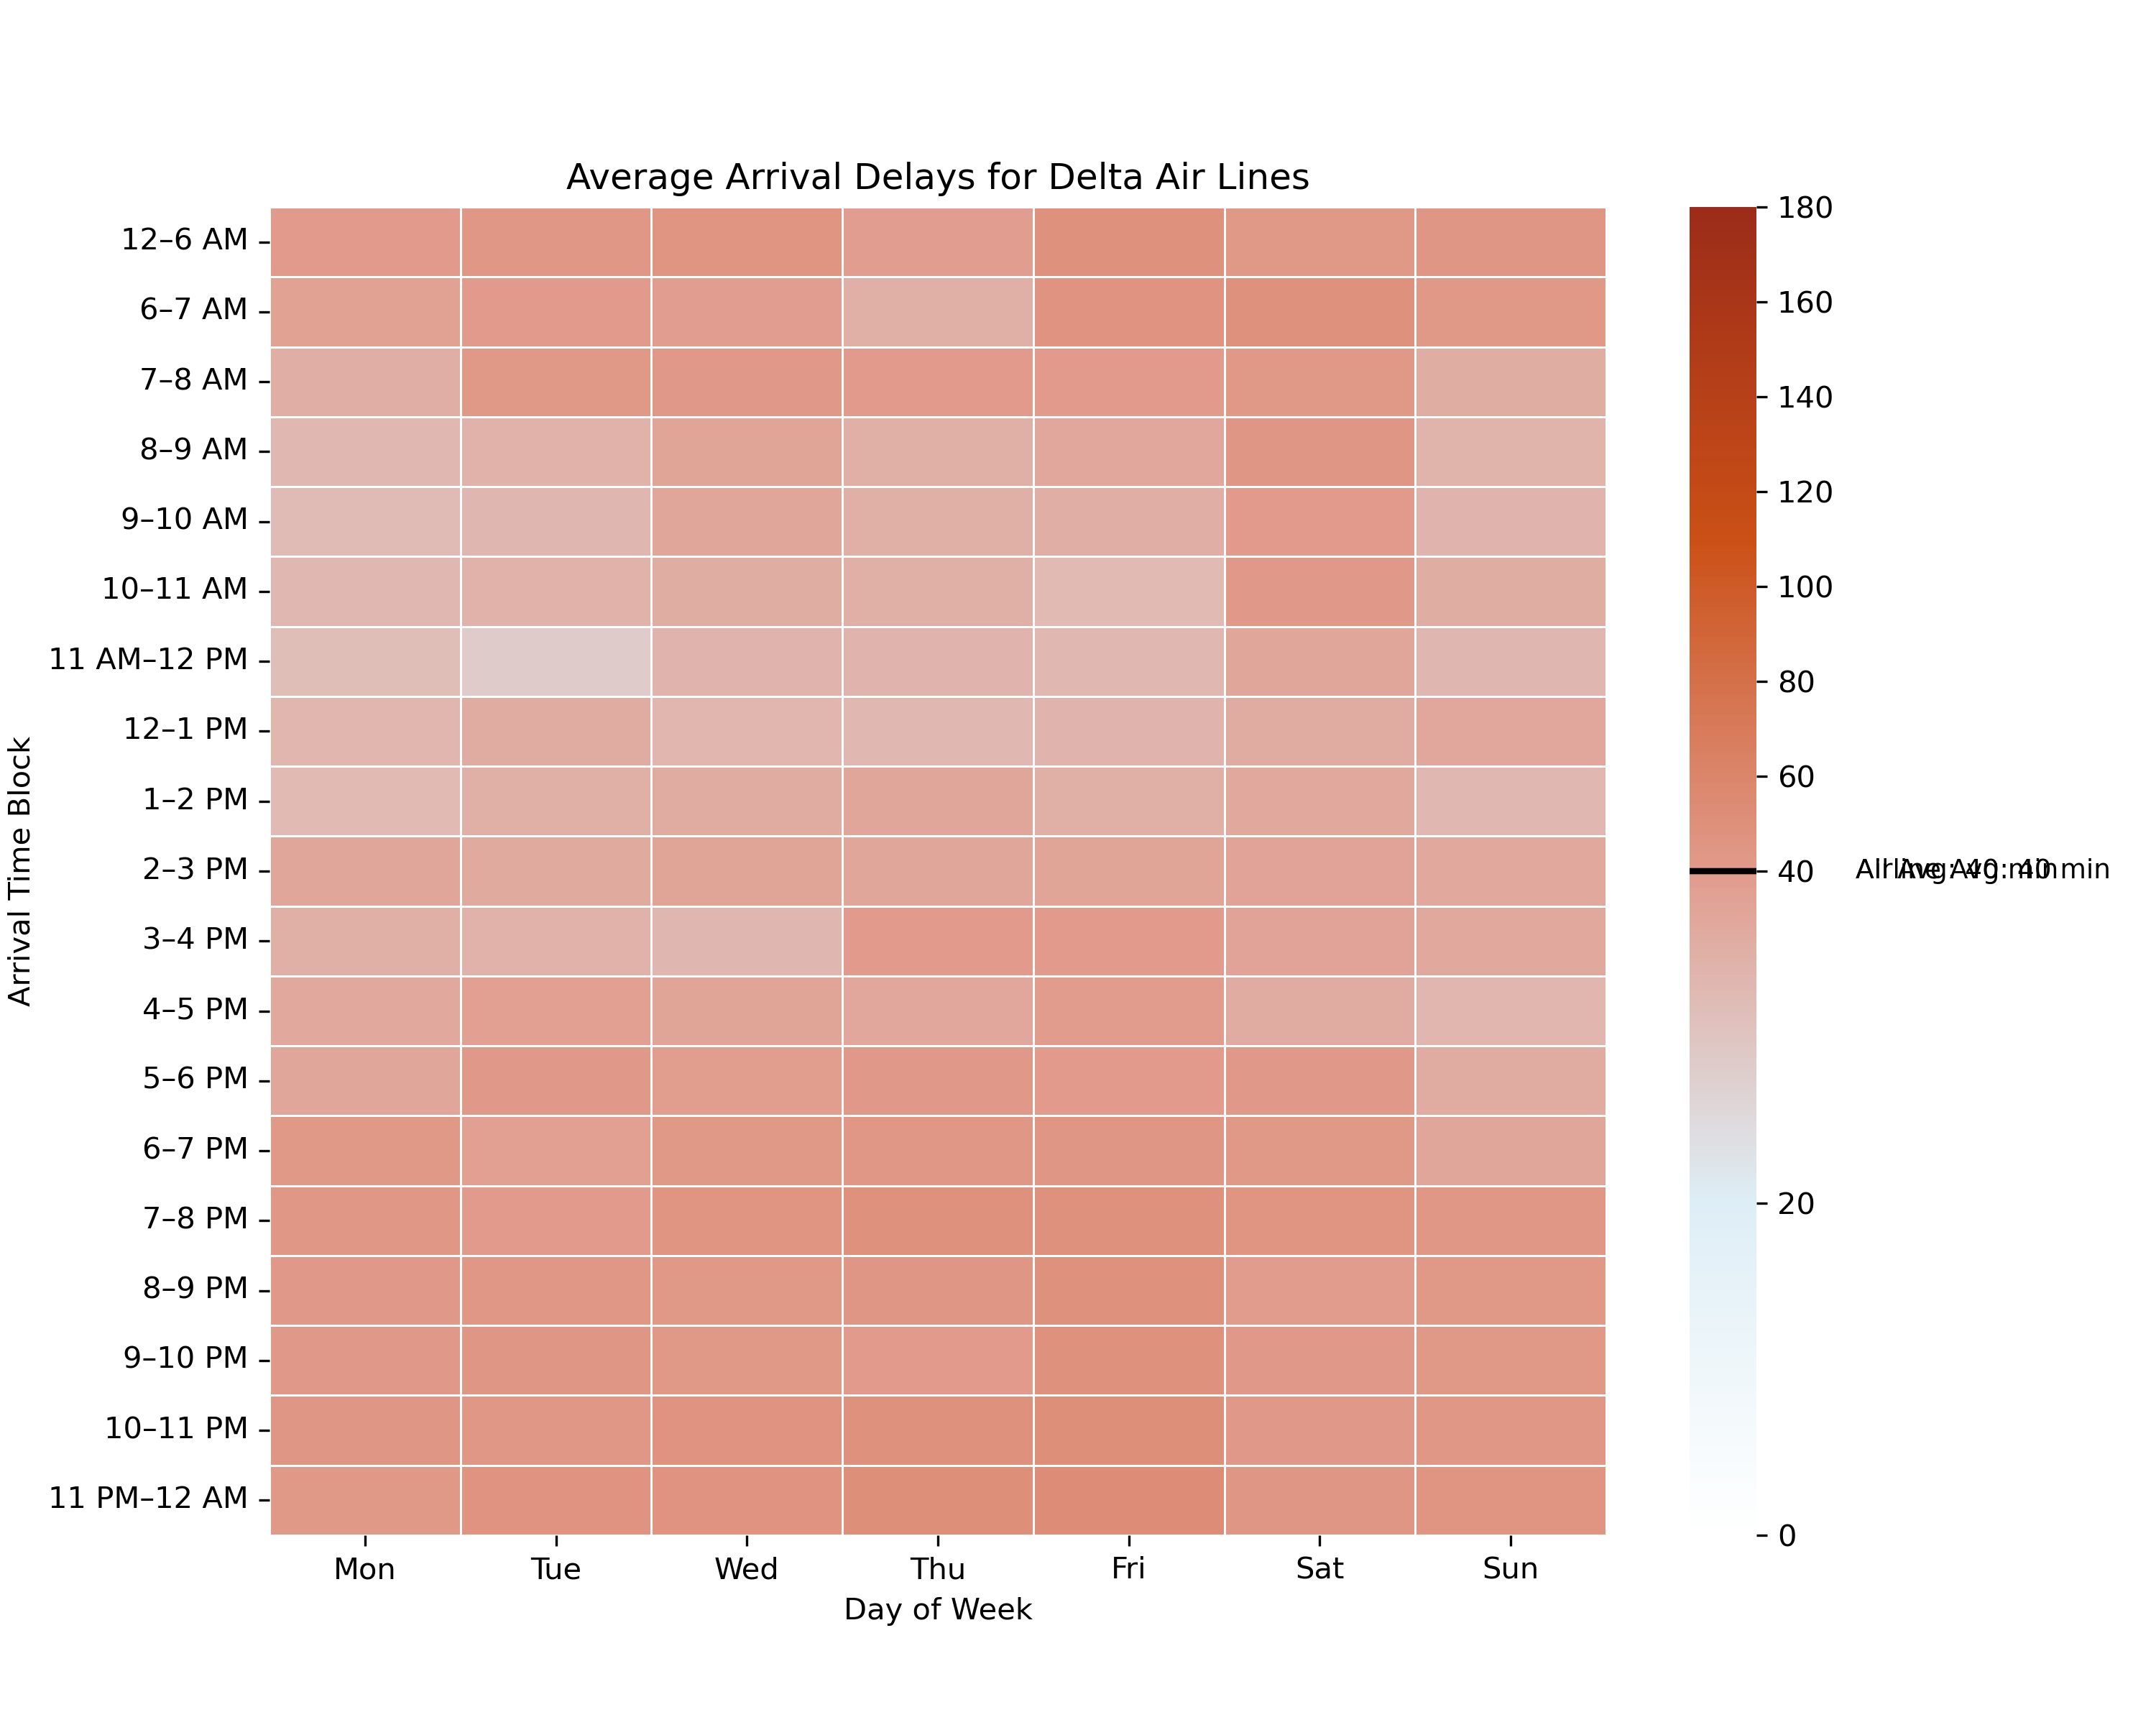 Average Arrival Delays for Delta Air Lines
Arrival Time Block
12–6 AM
6–7 AM
7–8 AM
8–9 AM
9–10 AM
10–11 AM
11 AM–12 PM
12–1 PM
1–2 PM
2–3 PM
3–4 PM
4–5 PM
5–6 PM
6–7 PM
7–8 PM
8–9 PM
9–10 PM
10–11 PM
11 PM–12 AM
Mon Tue Wed Thu Fri Sat Sun
Day of Week
180
160
140
120
100
80
60
40
20
0